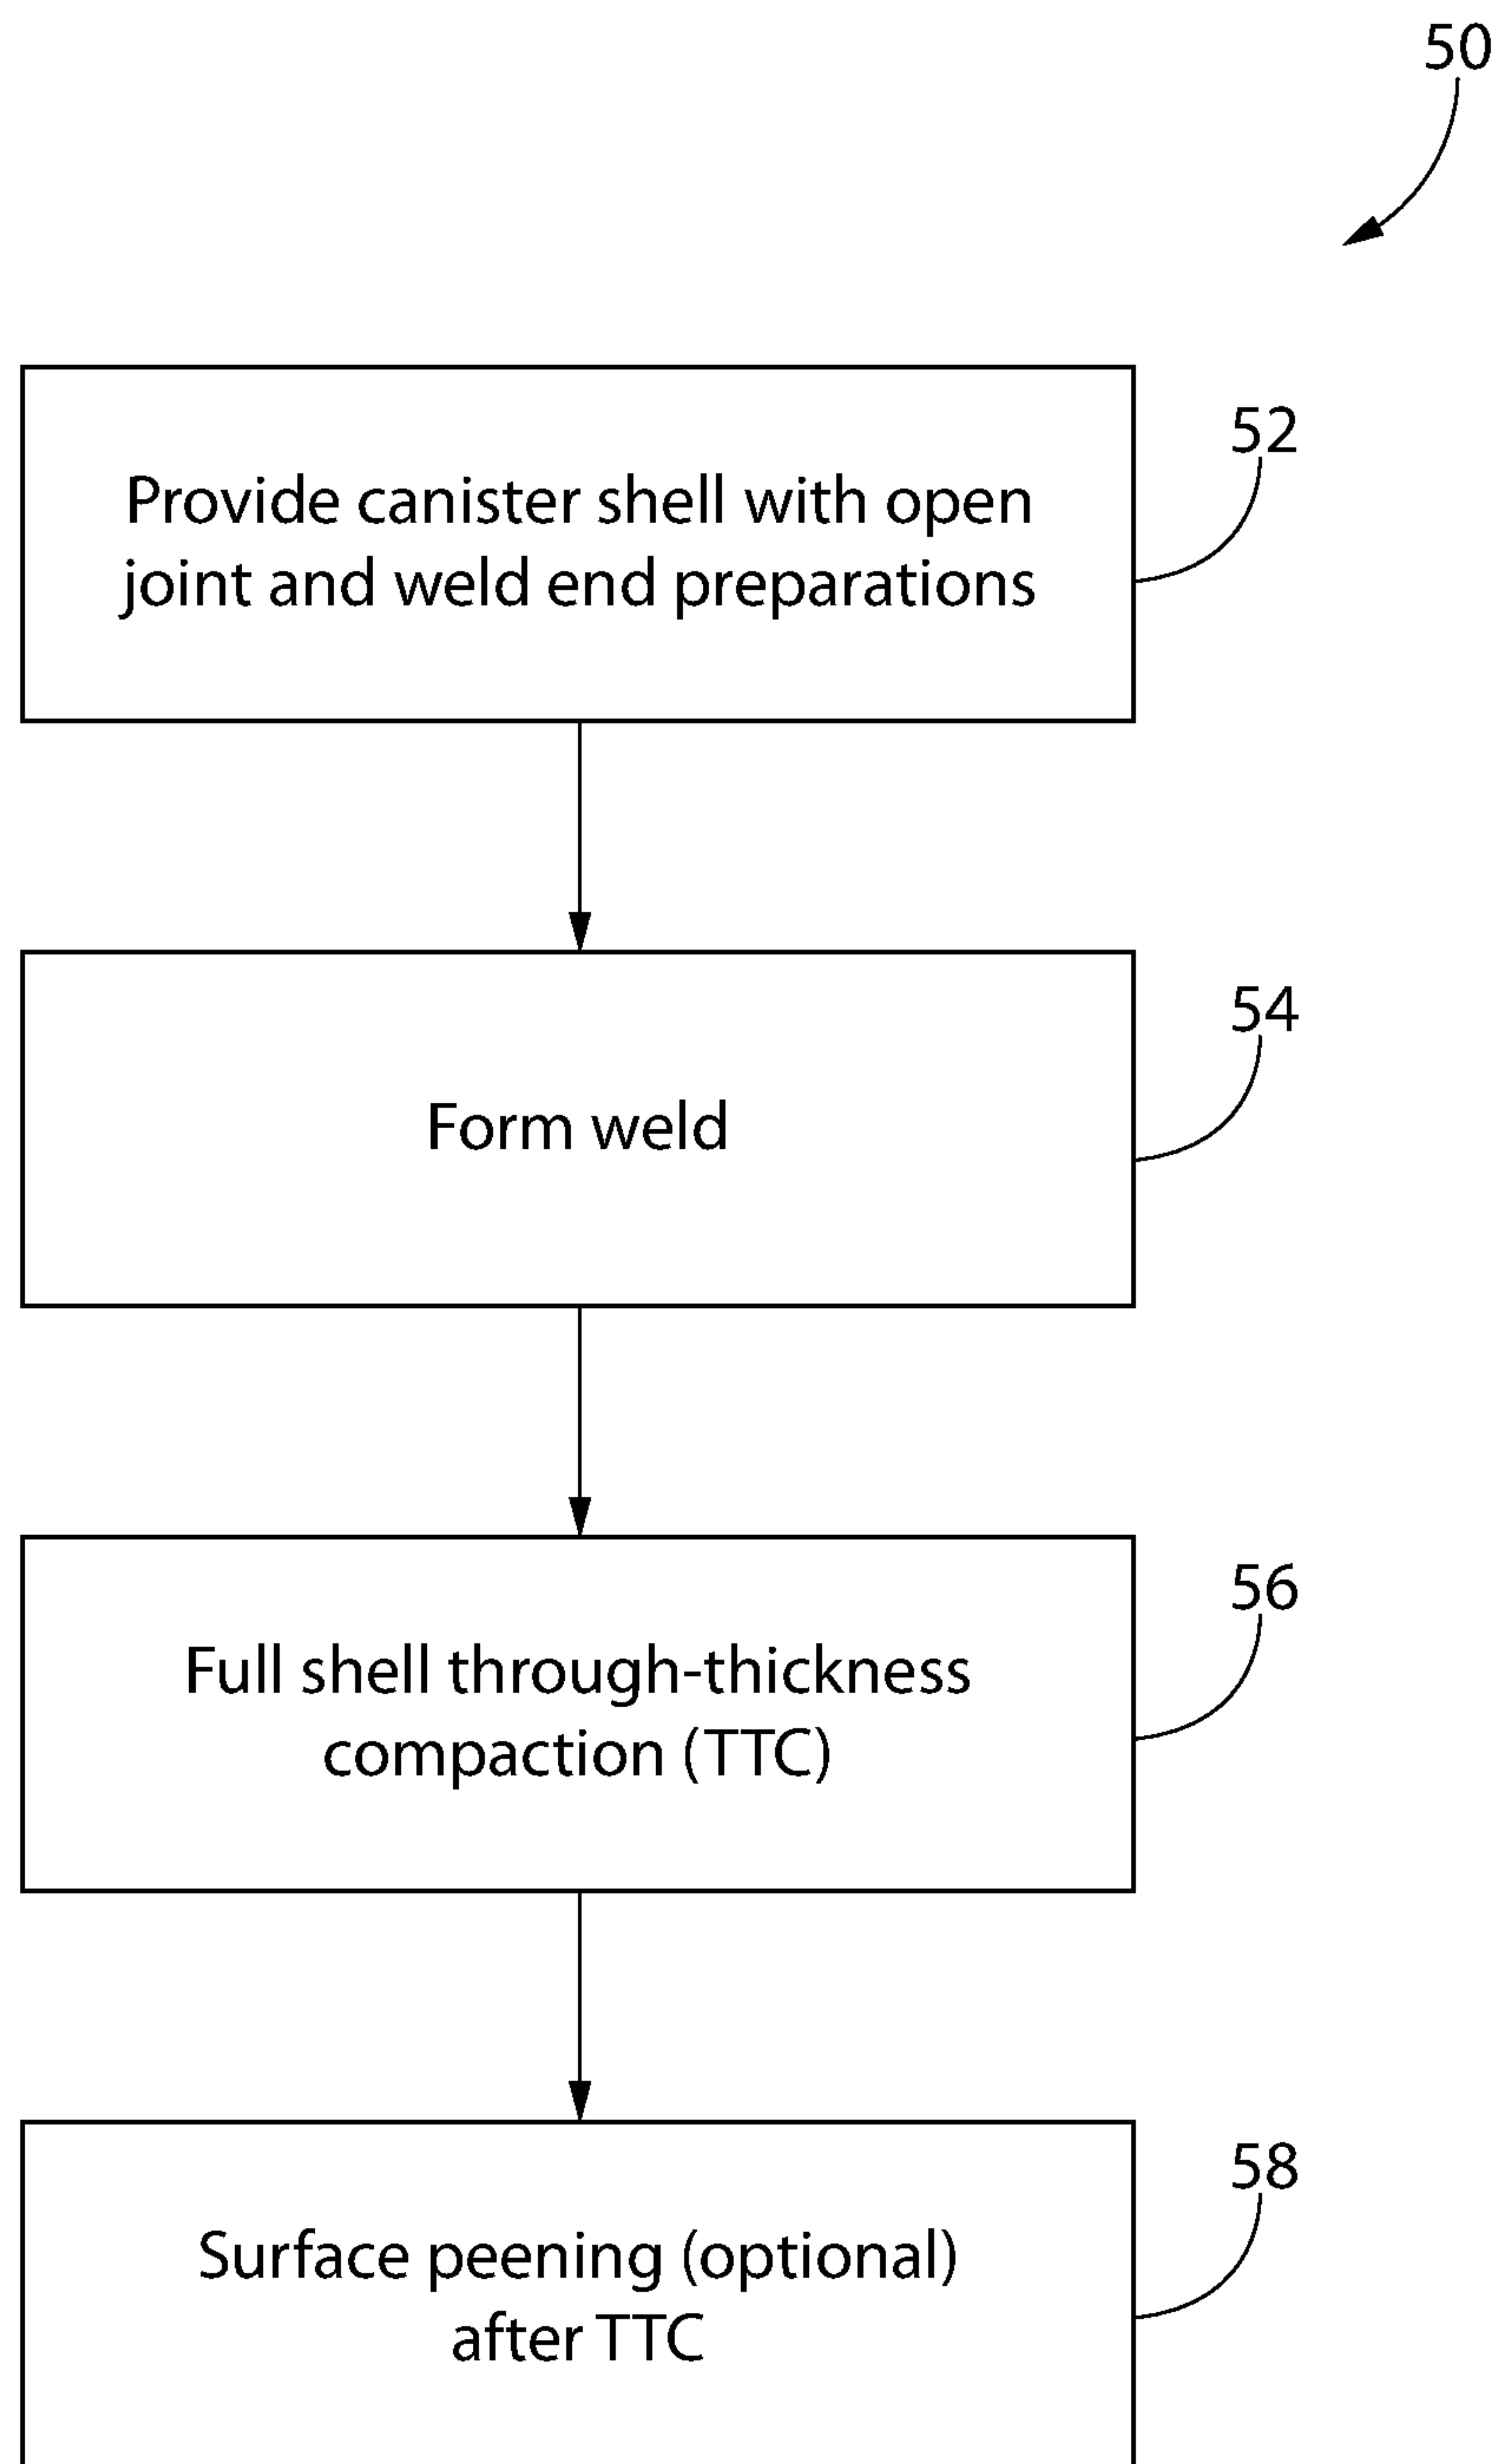 50
Provide canister shell with open
joint and weld end preparations
52
Form weld
54
Full shell through-thickness
compaction (TTC)
56
Surface peening (optional)
after TTC
58